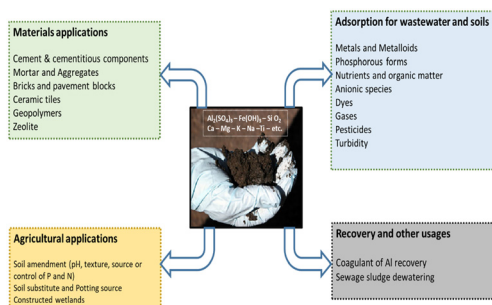 Materials applications
Cement & cementitious components
Mortar and Aggregates
Bricks and pavement blocks
Ceramic tiles
Geopolymers
Zeolite
Adsorption for wastewater and soils
Metals and Metalloids
Phosphorous forms
Nutrients and organic matter
Anionic species
Dyes
Gases
Pesticides
Turbidity
Al₂(SO₄)₃ – Fe(OH)₃ – Si O₂
Ca – Mg – K – Na –Ti – etc.
Agricultural applications
Soil amendment (pH, texture, source or
control of P and N)
Soil substitute and Potting source
Constructed wetlands
Recovery and other usages
Coagulant of Al recovery
Sewage sludge dewatering